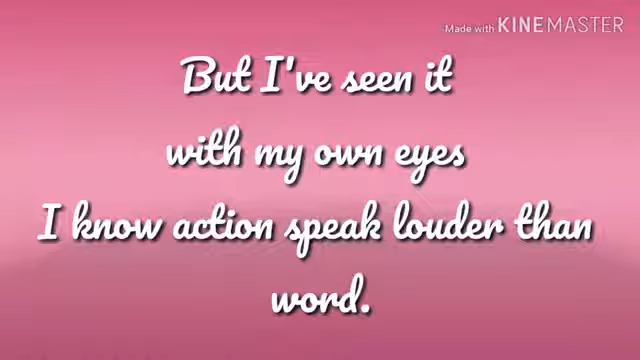 Made with KINEMASTER
But I've seen it
with my own eyes
I know action speak louder than
word.